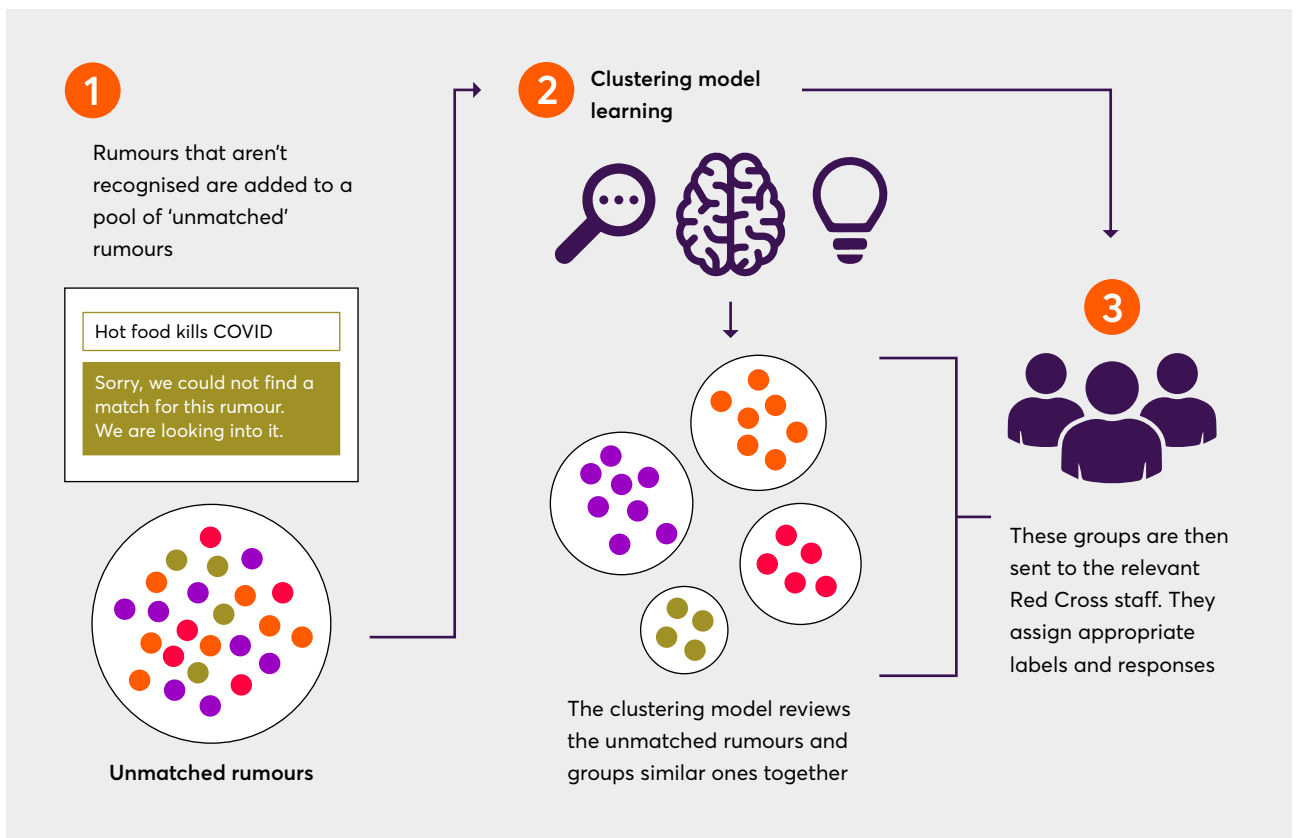 1
Rumours that aren't
recognised are added to a
pool of 'unmatched'
rumours
Hot food kills COVID
Sorry, we could not find a
match for this rumour.
We are looking into it.
Unmatched rumours
2
Clustering model
learning
The clustering model reviews
the unmatched rumours and
groups similar ones together
3
These groups are then
sent to the relevant
Red Cross staff. They
assign appropriate
labels and responses